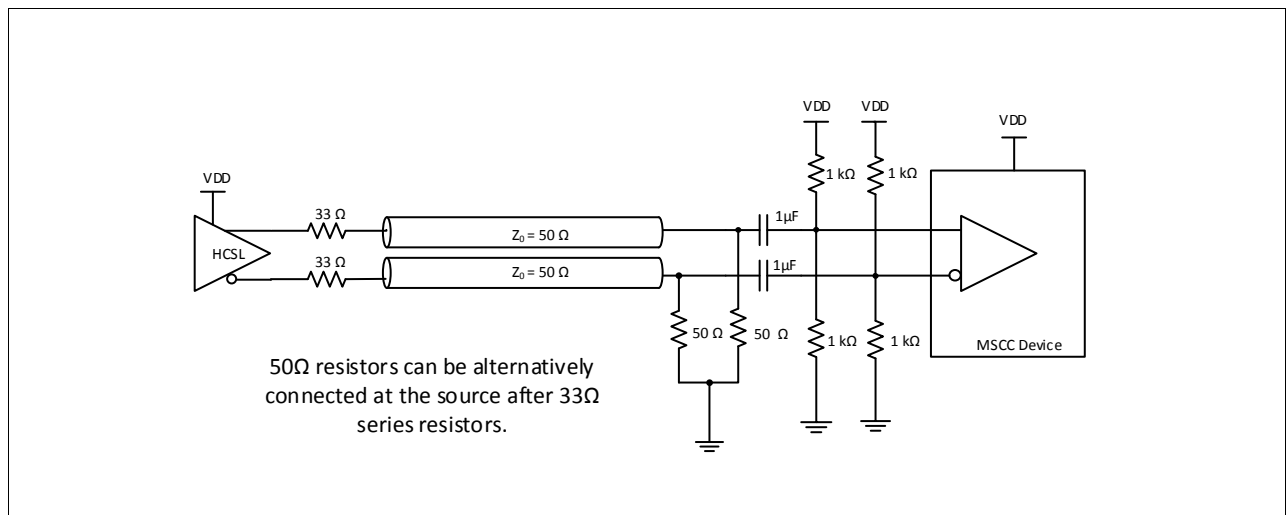 VDD
VDD
VDD
VDD
1 kΩ
1 kΩ
33 Ω
1µF
HCSL
Z0 = 50 Ω
33 Ω
1µF
Z0 = 50 Ω
50 Ω
50 Ω
1 kΩ
1 kΩ
MSCC Device
50Ω resistors can be alternatively
connected at the source after 33Ω
series resistors.